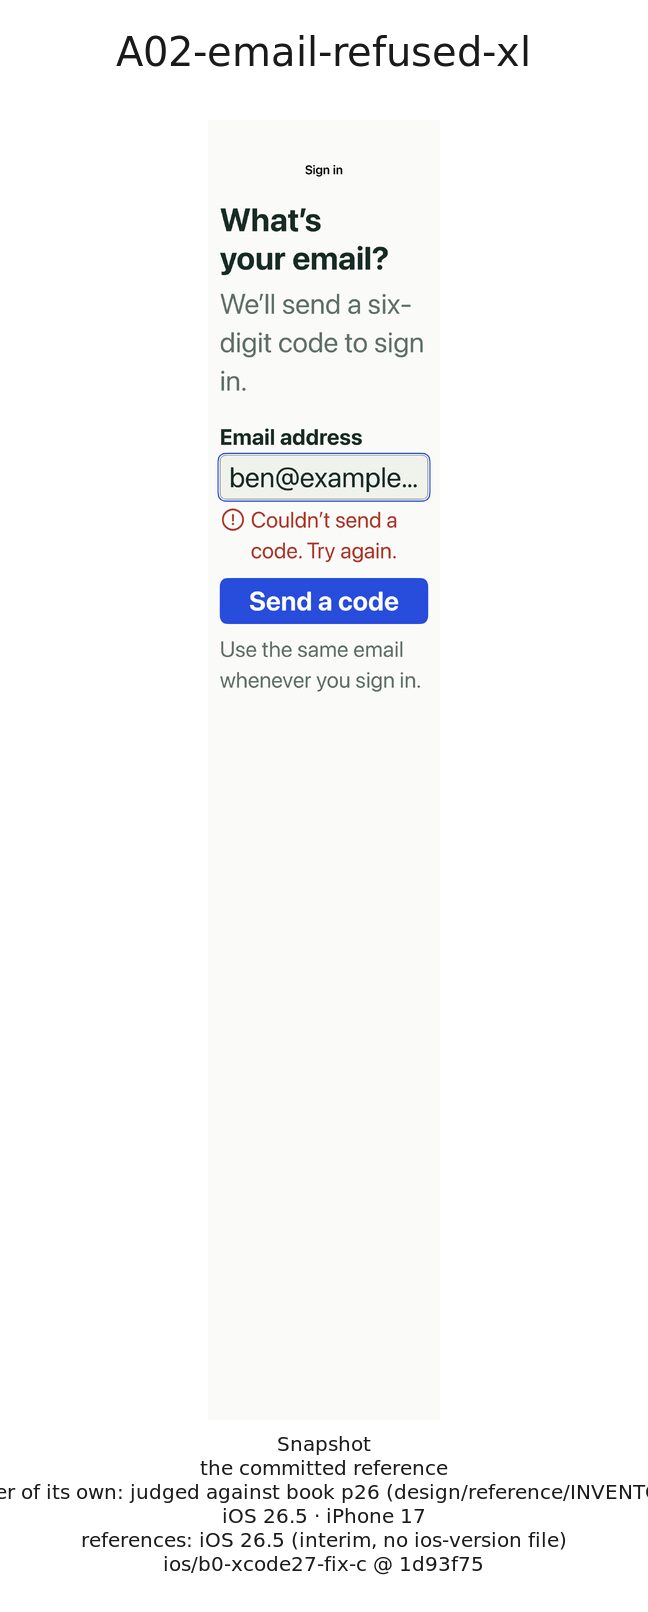 A02-email-refused-xl
Sign in
What’s
your email?
We’ll send a six-
digit code to sign
in.
Email address
ben@example…
Couldn’t send a
code. Try again.
Send a code
Use the same email
whenever you sign in.
Snapshot
the committed reference
of its own: judged against book p26 (design/reference/
iOS 26.5 · iPhone 17
references: iOS 26.5 (interim, no ios-version file)
ios/b0-xcode27-fix-c @ 1d93f75